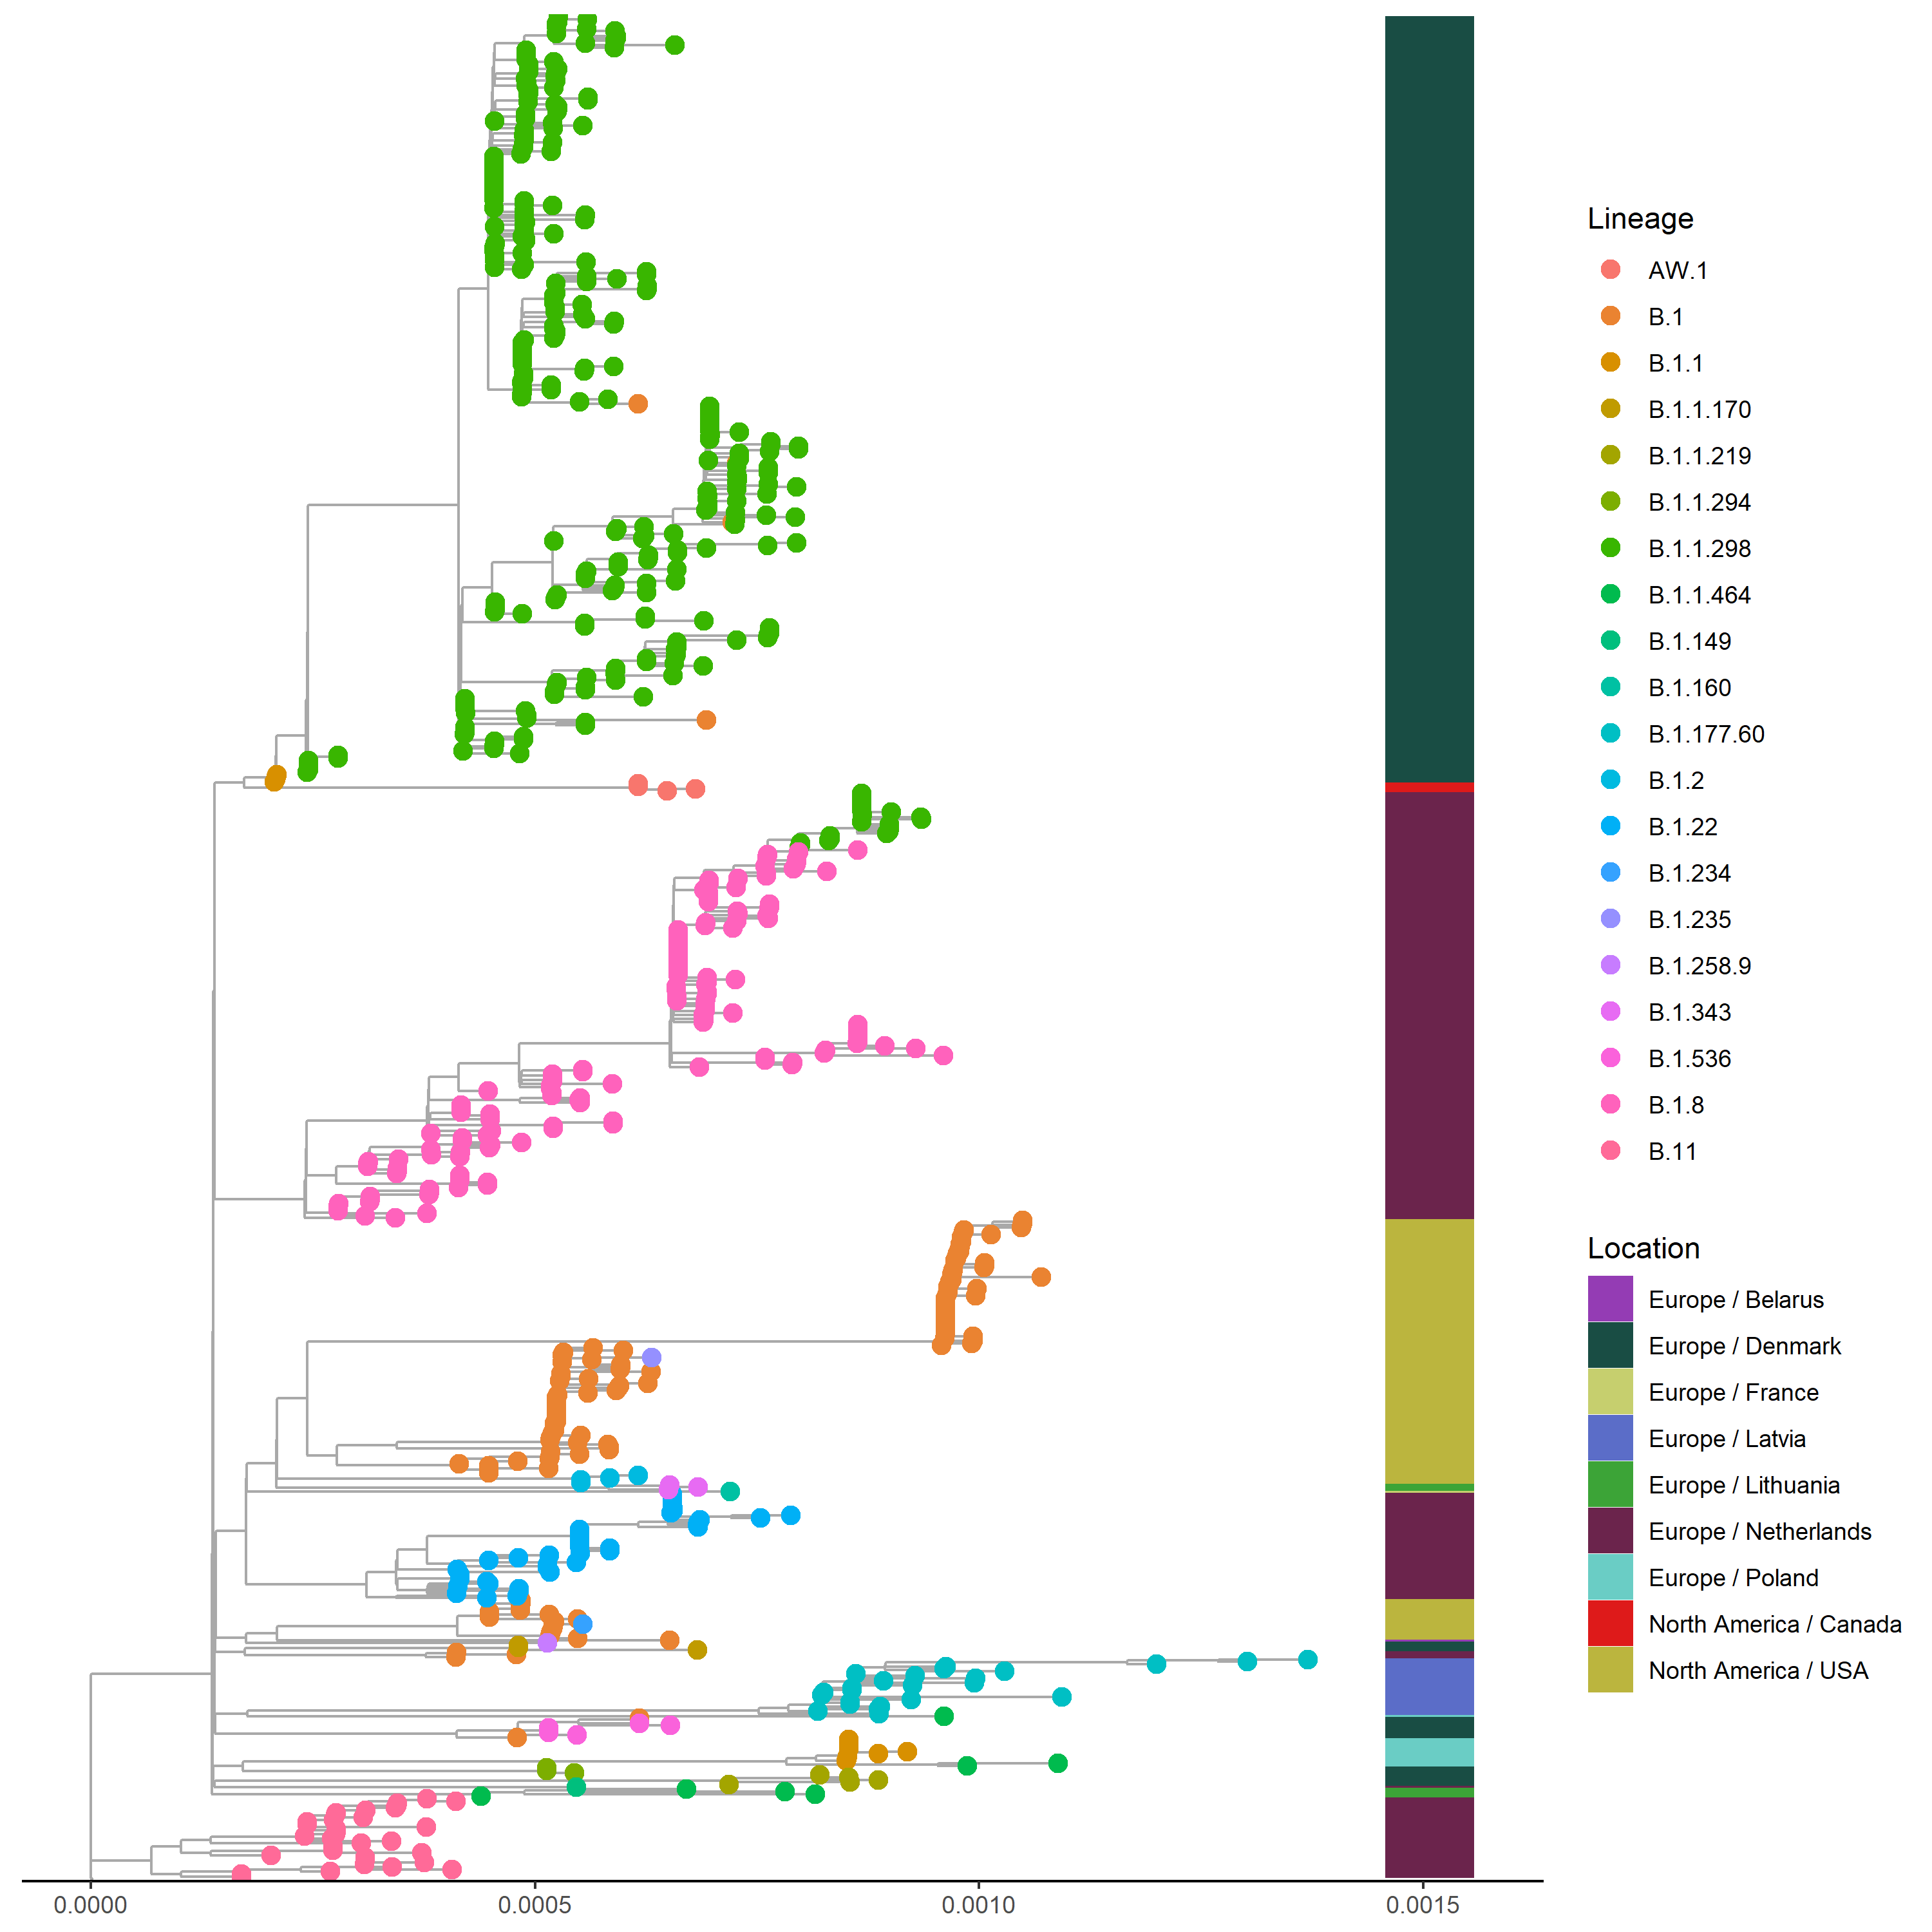 Lineage
AW.1
B.1
B.1.1
B.1.1.170
B.1.1.219
B.1.1.294
B.1.1.298
B.1.1.464
B.1.149
B.1.160
B.1.177.60
B.1.2
B.1.22
B.1.234
B.1.235
B.1.258.9
B.1.343
B.1.536
B.1.8
B.11
Location
Europe / Belarus
Europe / Denmark
Europe / France
Europe / Latvia
Europe / Lithuania
Europe / Netherlands
Europe / Poland
North America / Canada
North America / USA
0.0000 0.0005 0.0010 0.0015